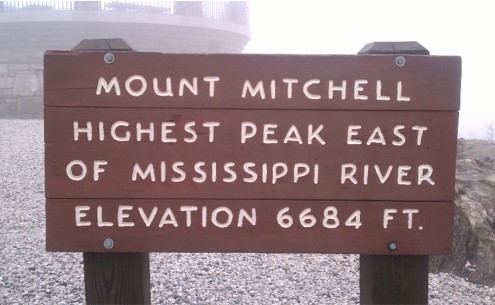 MOUNT MITCHELL
HIGHEST PEAK EAST
OF MISSISSIPPI RIVER
ELEVATION 6684 FT.